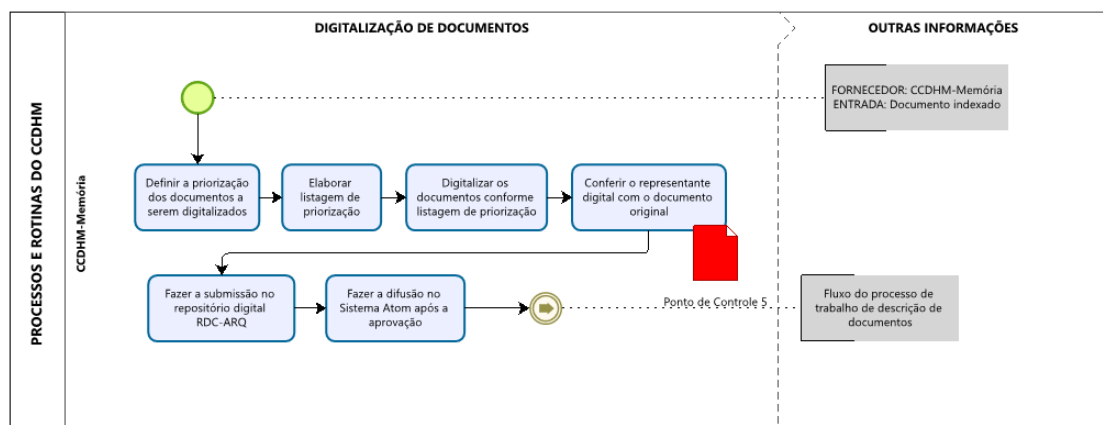 DIGITALIZAÇÃO DE DOCUMENTOS
OUTRAS INFORMAÇÕES
PROCESSOS E ROTINAS DO CCDHM
CCDHM-Memória
FORNECEDOR: CCDHM-Memória
ENTRADA: Documento indexado
Definir a priorização
dos documentos a
serem digitalizados
Elaborar
listagem de
priorização
Digitalizar os
documentos conforme
listagem de priorização
Conferir o representante
digital com o documento
original
Fazer a submissão no
repositório digital
RDC-ARQ
Fazer a difusão no
Sistema Atom após a
aprovação
Ponto de Controle 5
Fluxo do processo de
trabalho de descrição de
documentos